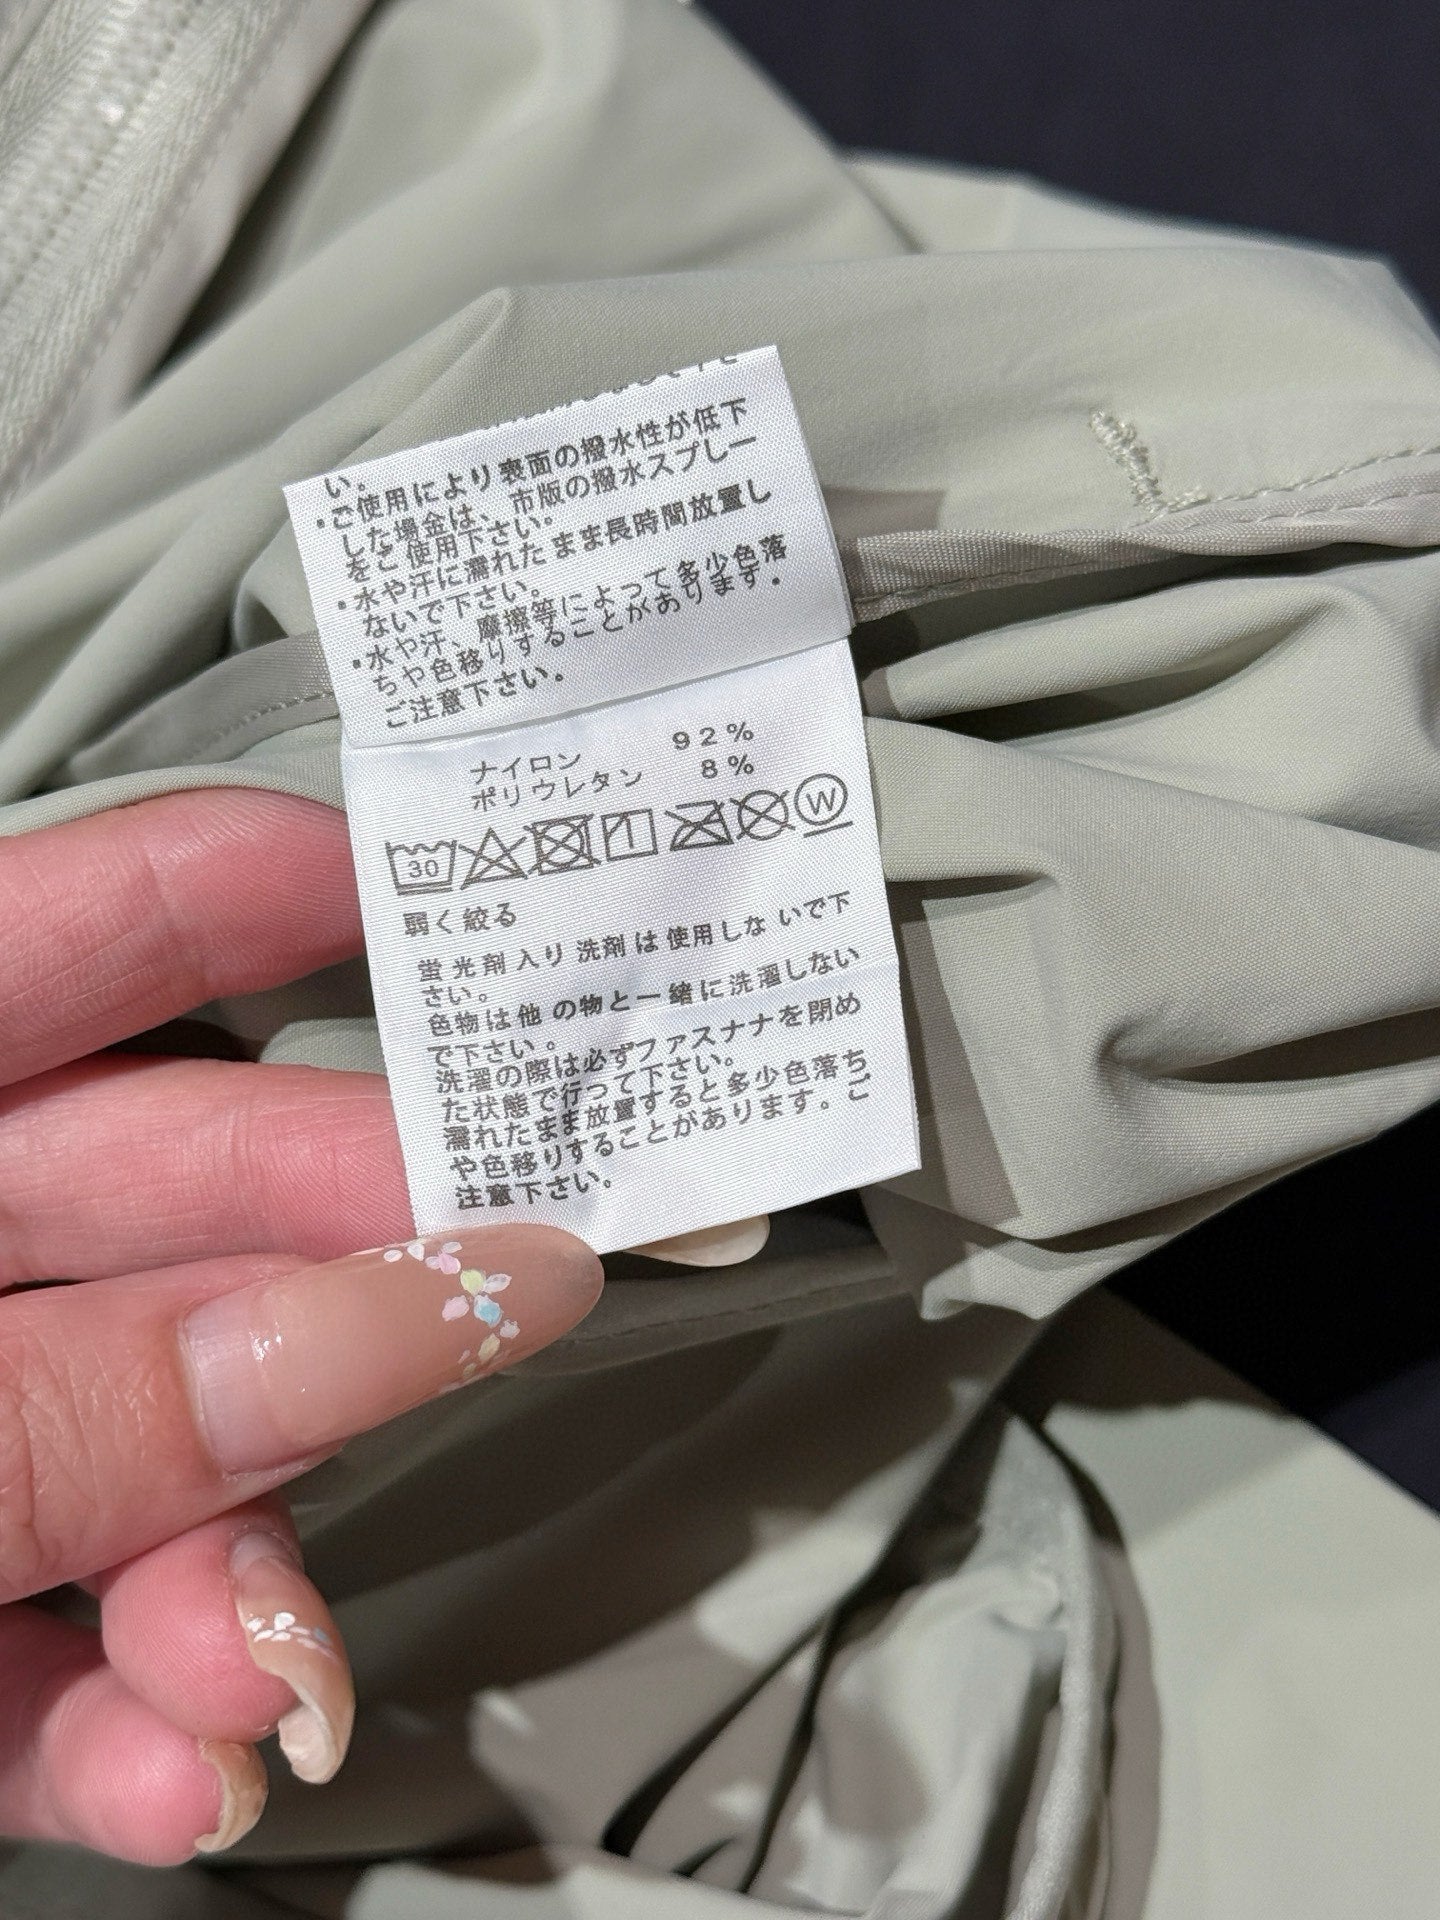 い。
・ご使用により表面の撥水性が低下
した場金は、市版の撥水スプレー
をご使用下さい。
・水や汗に濡れたまま長時間放置し
ないで下さい。
・水や汗、摩擦等によって多少色落
ちや色移りすることがあります。
ご注意下さい。
ナイロン 92%
ポリウレタン 8%
30 W
弱く絞る
蛍光剤入り洗剤は使用しないで下
さい。
色物は他の物と一緒に洗濯しない
で下さい。
洗濯の際は必ずファスナナを閉め
た状態で行って下さい。
濡れたまま放置すると多少色落ち
や色移りすることがあります。ご
注意下さい。